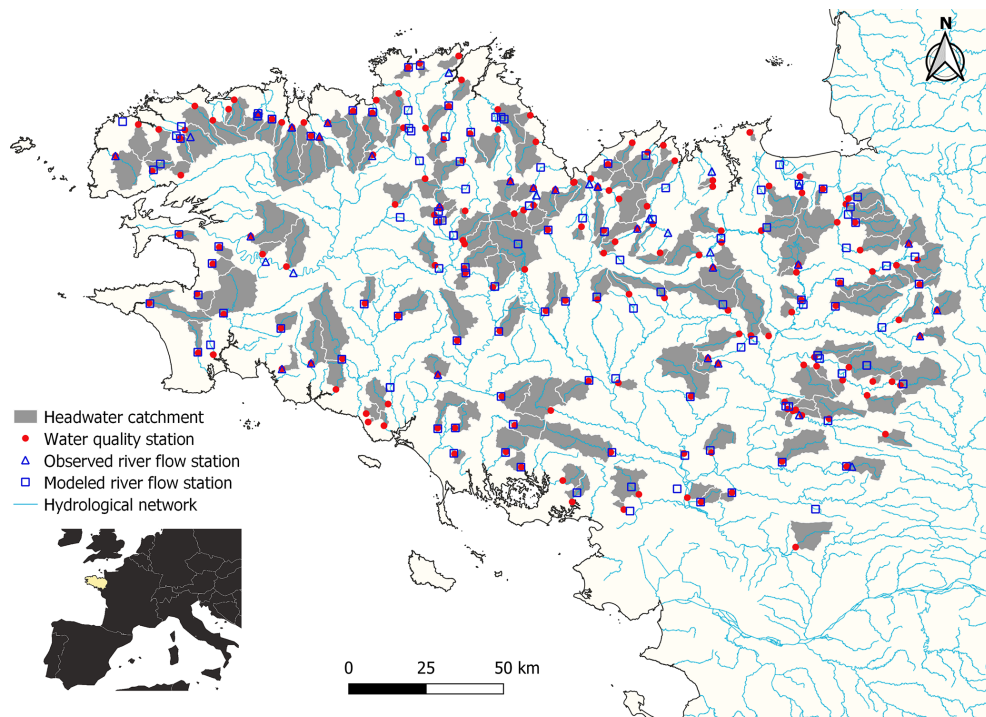 N
Headwater catchment
Water quality station
Observed river flow station
Modeled river flow station
Hydrological network
0 25 50 km